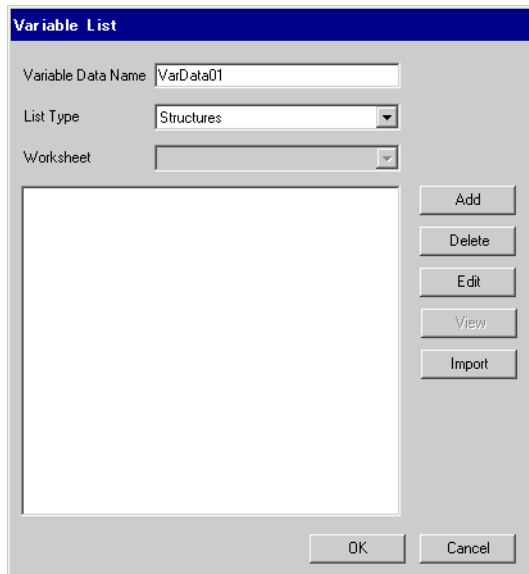 Variable List
Variable Data Name VarData01
List Type Structures
Worksheet
Add
Delete
Edit
View
Import
OK Cancel